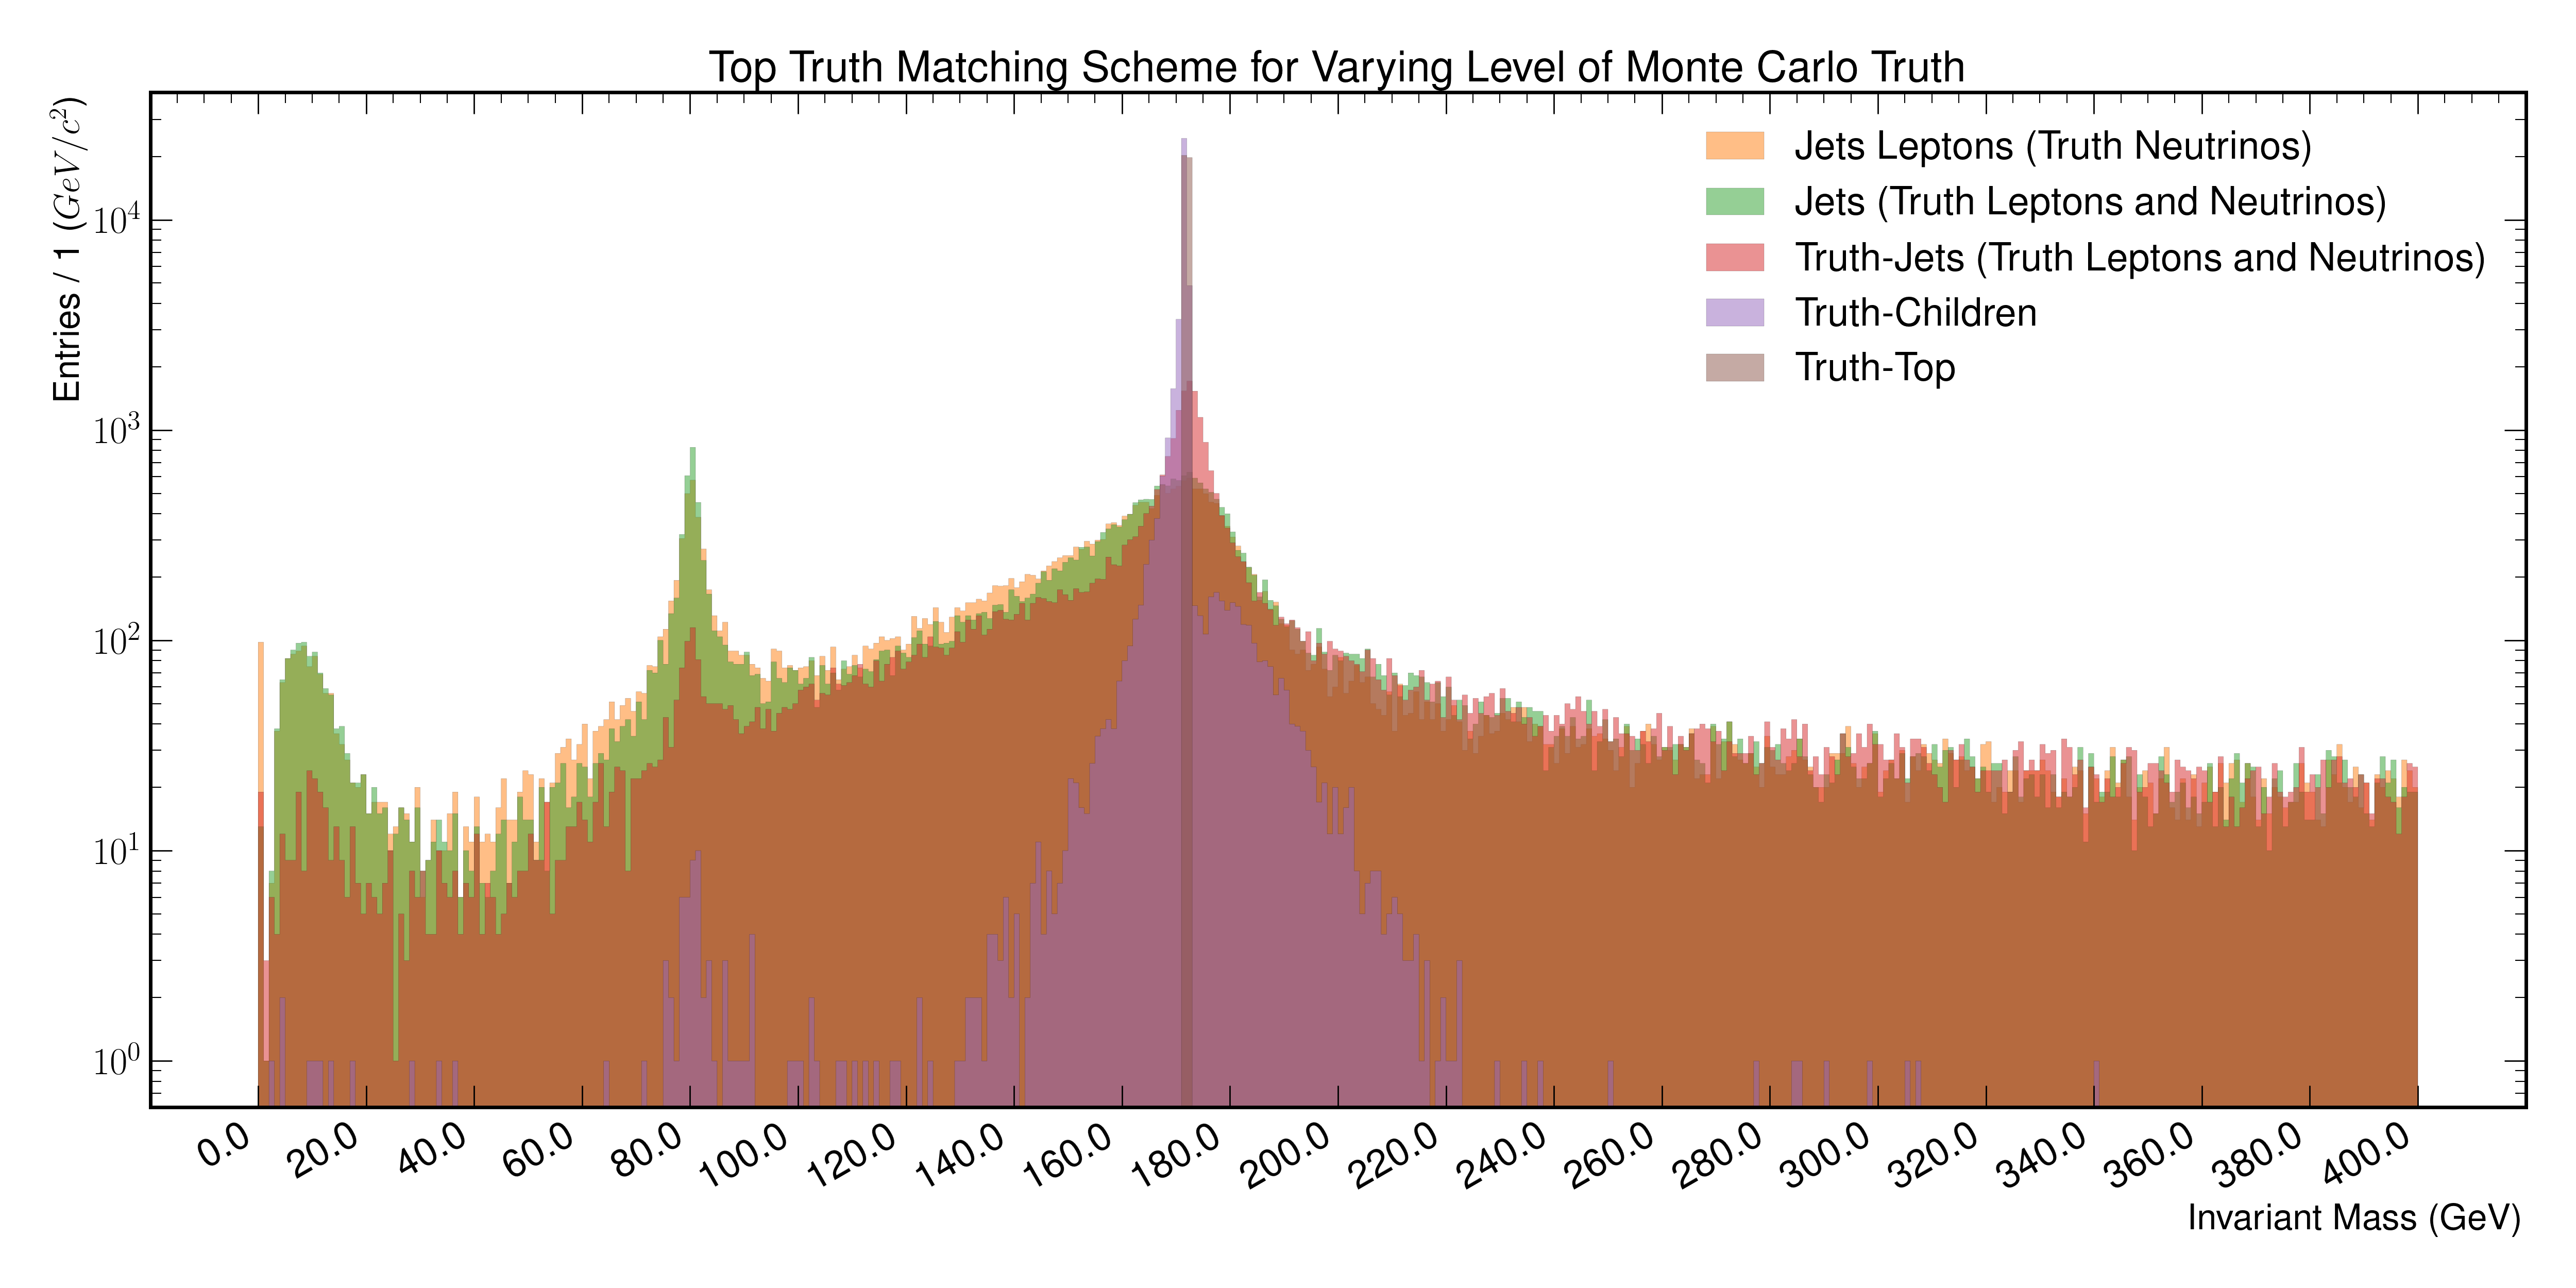 Top Truth Matching Scheme for Varying Level of Monte Carlo Truth
Entries / 1 (GeV/c²)
10⁴
10³
10²
10¹
10⁰
Jets Leptons (Truth Neutrinos)
Jets (Truth Leptons and Neutrinos)
Truth-Jets (Truth Leptons and Neutrinos)
Truth-Children
Truth-Top
0.0 20.0 40.0 60.0 80.0 100.0 120.0 140.0 160.0 180.0 200.0 220.0 240.0 260.0 280.0 300.0 320.0 340.0 360.0 380.0 400.0
Invariant Mass (GeV)